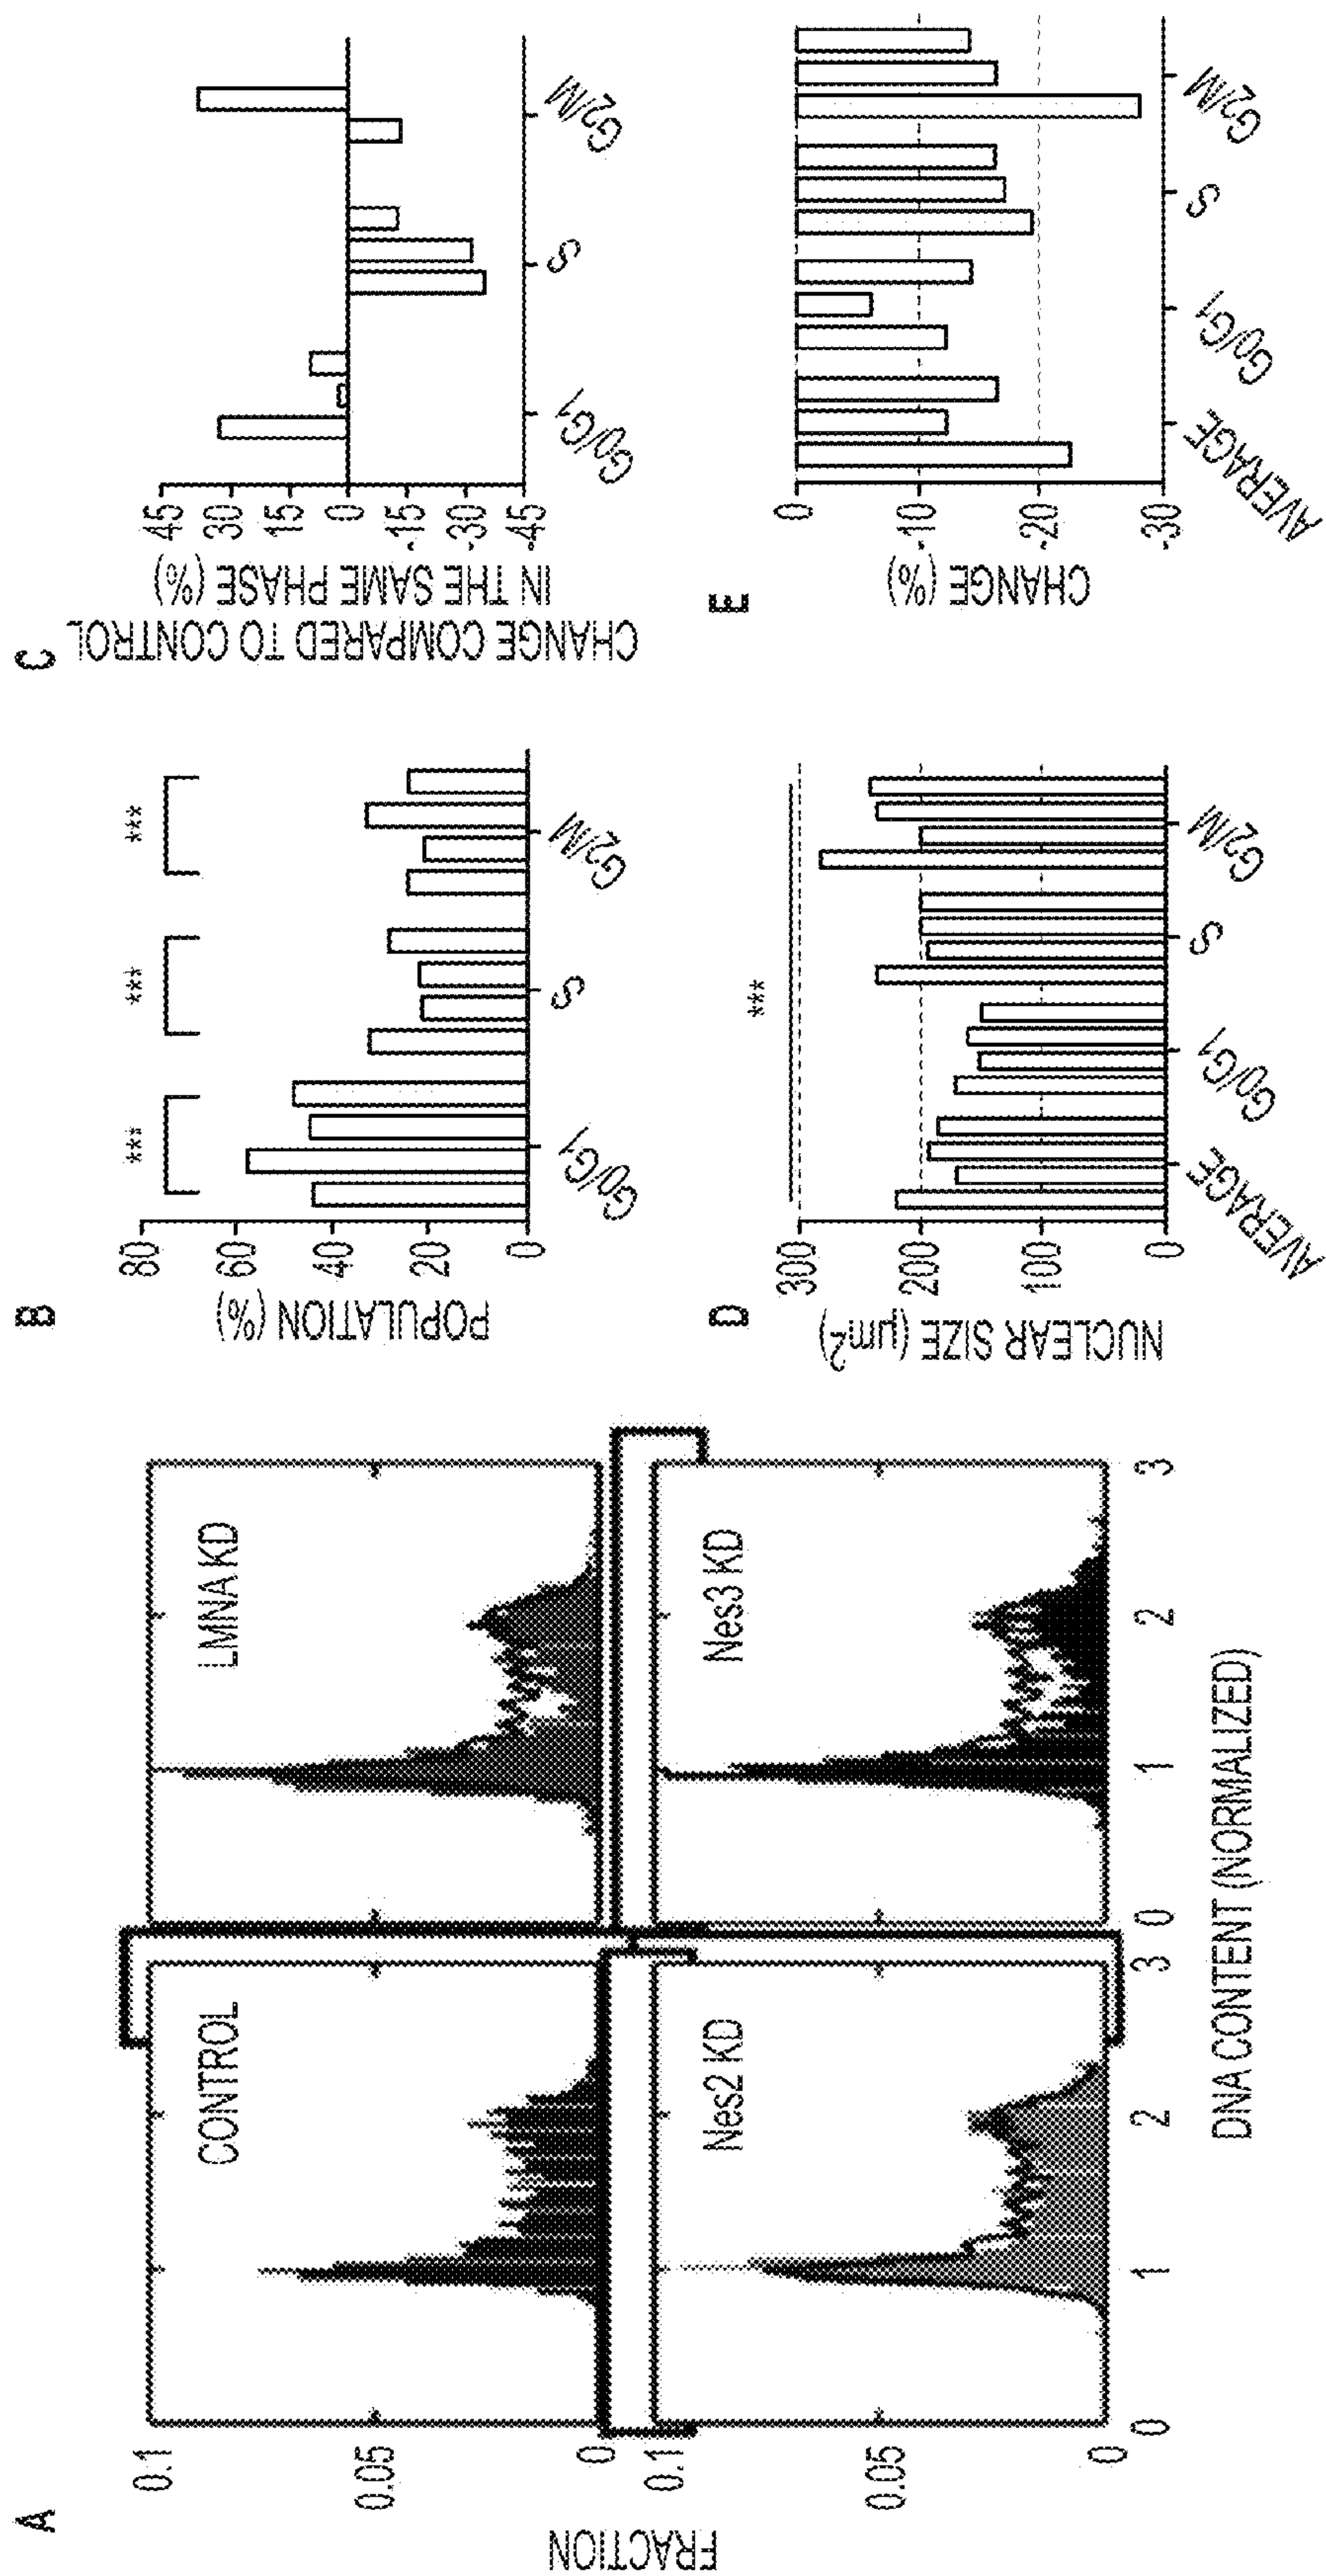 A
FRACTION
0.1
0.05
0
CONTROL
LMNA KD
0.1
0.05
0
Nes2 KD
Nes3 KD
0 1 2 3
0 1 2 3
DNA CONTENT (NORMALIZED)
B
POPULATION (%)
80
60
40
20
0
*** *** ***
G0/G1 S G2/M
C
CHANGE COMPARED TO CONTROL
IN THE SAME PHASE (%)
45
30
15
0
-15
-30
-45
G0/G1 S G2/M
D
NUCLEAR SIZE (µm2)
300
200
100
0
***
AVERAGE G0/G1 S G2/M
E
CHANGE (%)
0
-10
-20
-30
AVERAGE G0/G1 S G2/M